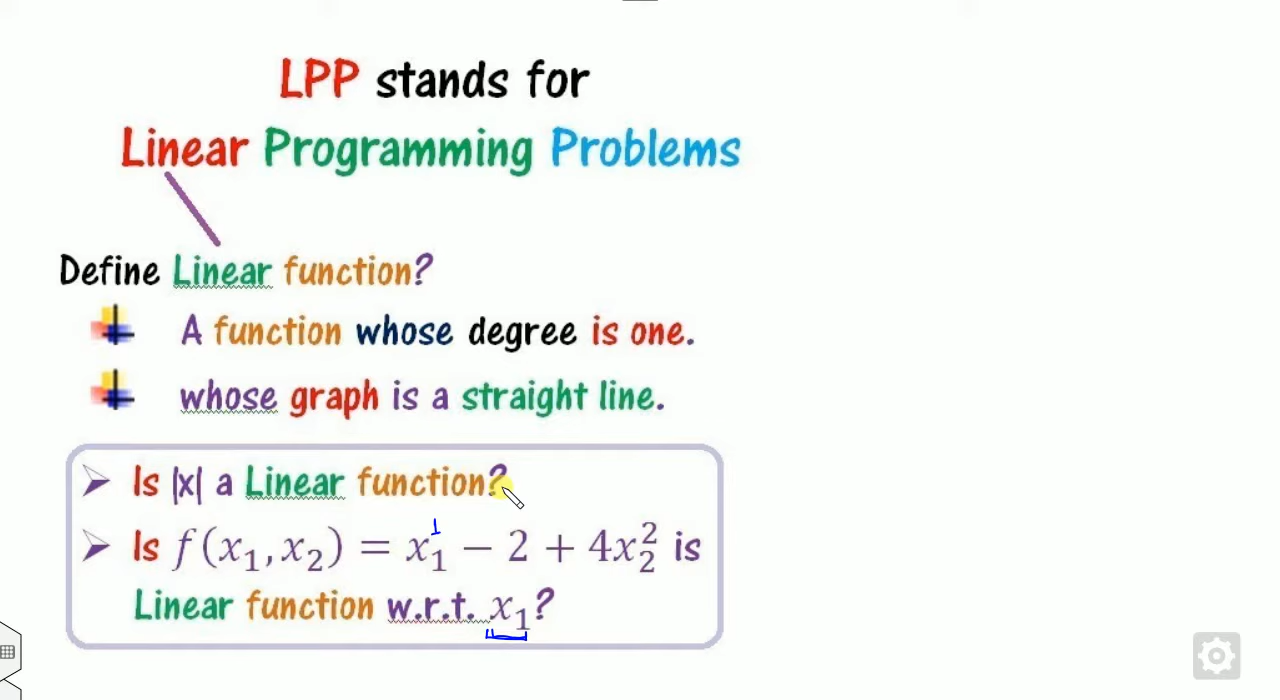 LPP stands for
Linear Programming Problems
Define Linear function?
A function whose degree is one.
whose graph is a straight line.
Is |x| a Linear function?
Is f(x₁, x₂) = x₁¹ − 2 + 4x₂² is
Linear function w.r.t. x₁?